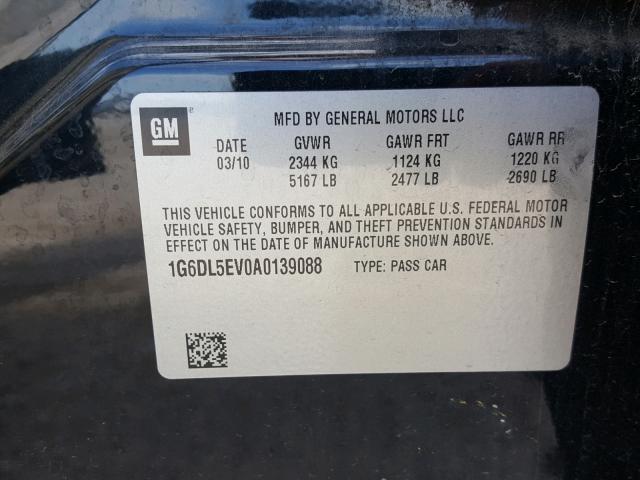 MFD BY GENERAL MOTORS LLC
GM ®
DATE GVWR GAWR FRT GAWR RR
03/10 2344 KG 1124 KG 1220 KG
5167 LB 2477 LB 2690 LB
THIS VEHICLE CONFORMS TO ALL APPLICABLE U.S. FEDERAL MOTOR
VEHICLE SAFETY, BUMPER, AND THEFT PREVENTION STANDARDS IN
EFFECT ON THE DATE OF MANUFACTURE SHOWN ABOVE.
1G6DL5EV0A0139088 TYPE: PASS CAR